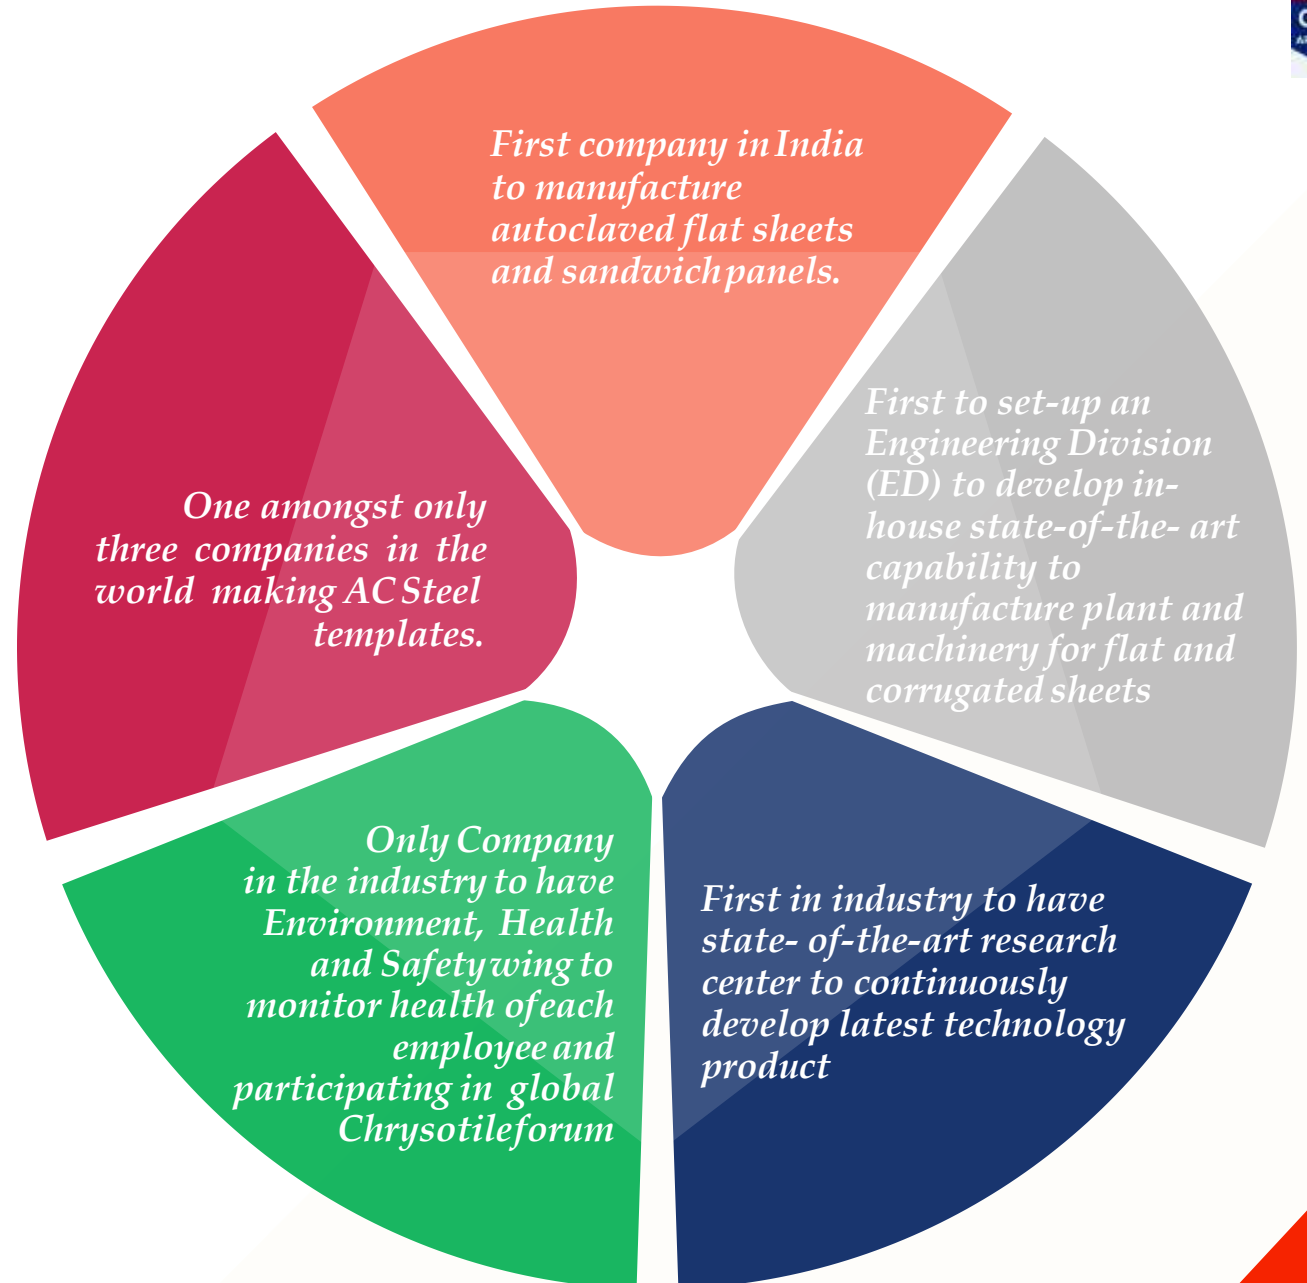 First company in India
to manufacture
autoclaved flat sheets
and sandwich panels.
First to set-up an
Engineering Division
(ED) to develop in-
house state-of-the- art
capability to
manufacture plant and
machinery for flat and
corrugated sheets
First in industry to have
state- of-the-art research
center to continuously
develop latest technology
product
Only Company
in the industry to have
Environment, Health
and Safety wing to
monitor health ofeach
employee and
participating in global
Chrysotileforum
One amongst only
three companies in the
world making AC Steel
templates.